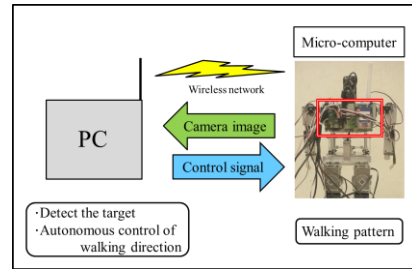 Micro-computer
Wireless network
PC
Camera image
Control signal
·Detect the target
·Autonomous control of
walking direction
Walking pattern